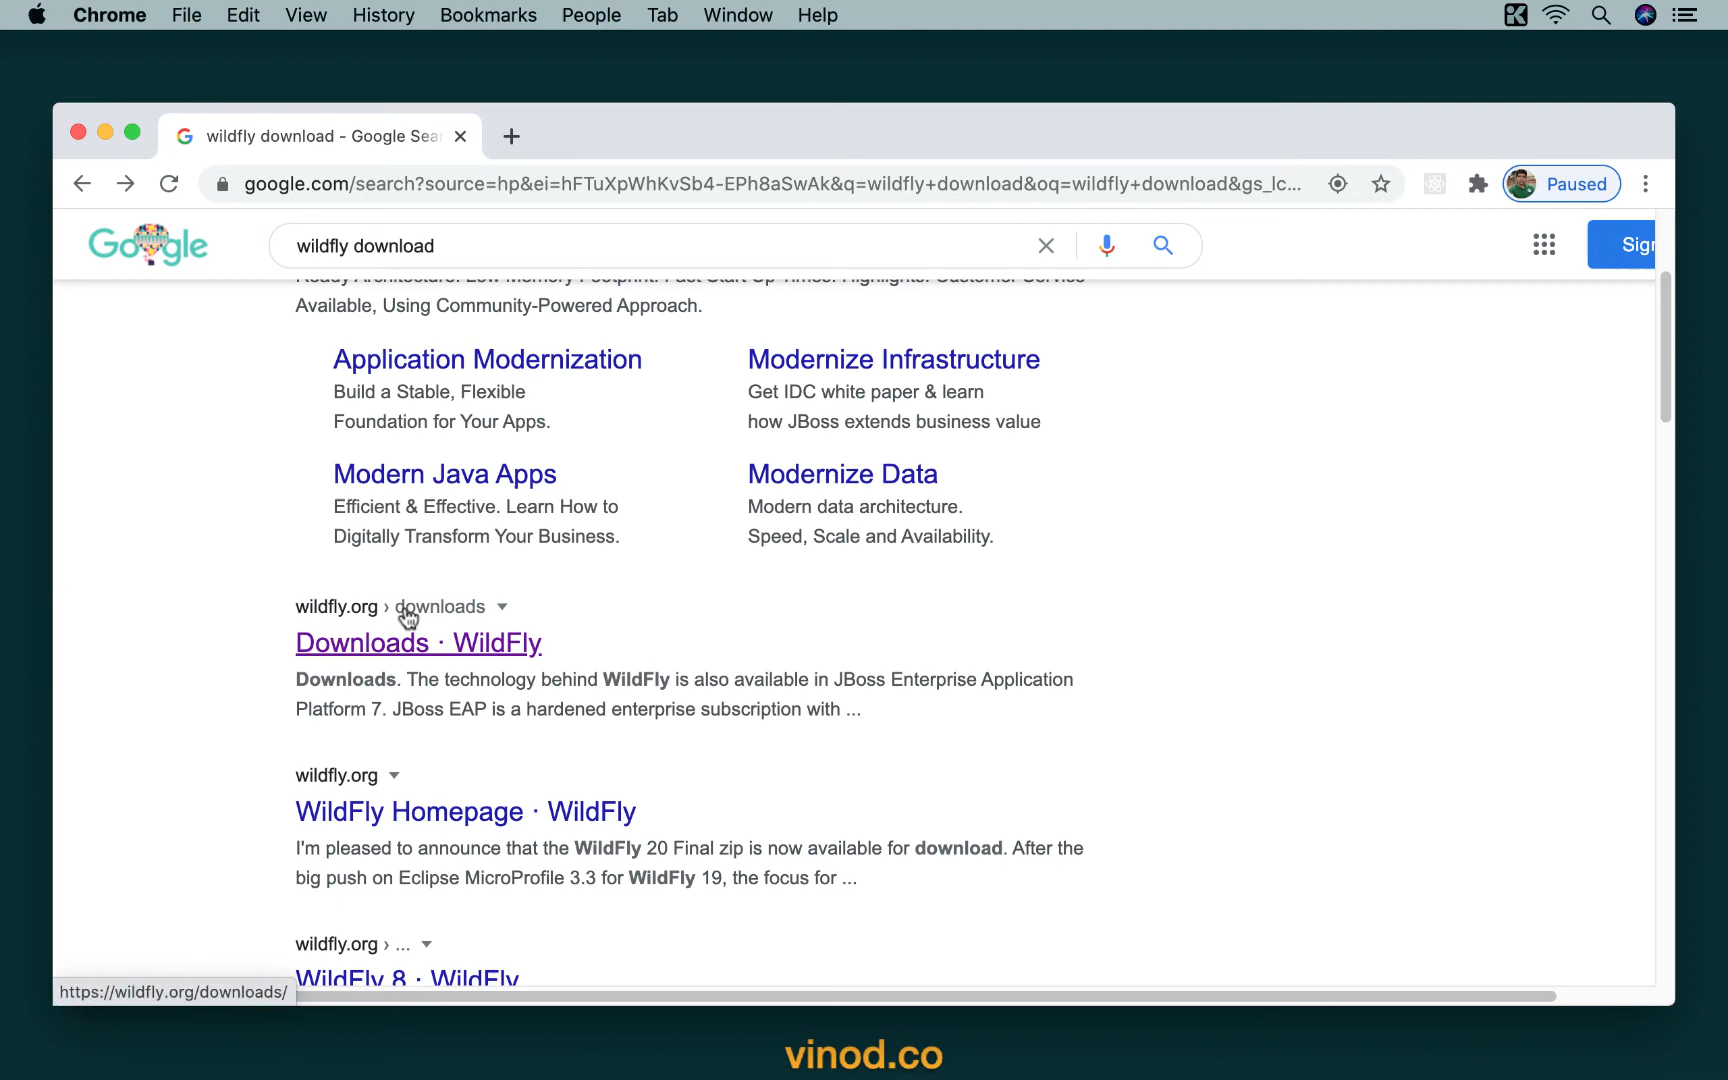 Chrome File Edit View History Bookmarks People Tab Window Help
wildfly download - Google Sea
google.com/search?source=hp&ei=hFTuXpWhKvSb4-EPh8aSwAk&q=wildfly+download&oq=wildfly+download&gs_lc... Paused
Google wildfly download Sign
Ready Architecture. Low Memory Footprint. Fast Start Up Times. Highlights: Customer Service
Available, Using Community-Powered Approach.
Application Modernization
Build a Stable, Flexible
Foundation for Your Apps.
Modernize Infrastructure
Get IDC white paper & learn
how JBoss extends business value
Modern Java Apps
Efficient & Effective. Learn How to
Digitally Transform Your Business.
Modernize Data
Modern data architecture.
Speed, Scale and Availability.
wildfly.org › downloads
Downloads · WildFly
Downloads. The technology behind WildFly is also available in JBoss Enterprise Application
Platform 7. JBoss EAP is a hardened enterprise subscription with ...
wildfly.org
WildFly Homepage · WildFly
I'm pleased to announce that the WildFly 20 Final zip is now available for download. After the
big push on Eclipse MicroProfile 3.3 for WildFly 19, the focus for ...
wildfly.org › ...
WildFly 8 · WildFly
https://wildfly.org/downloads/
vinod.co